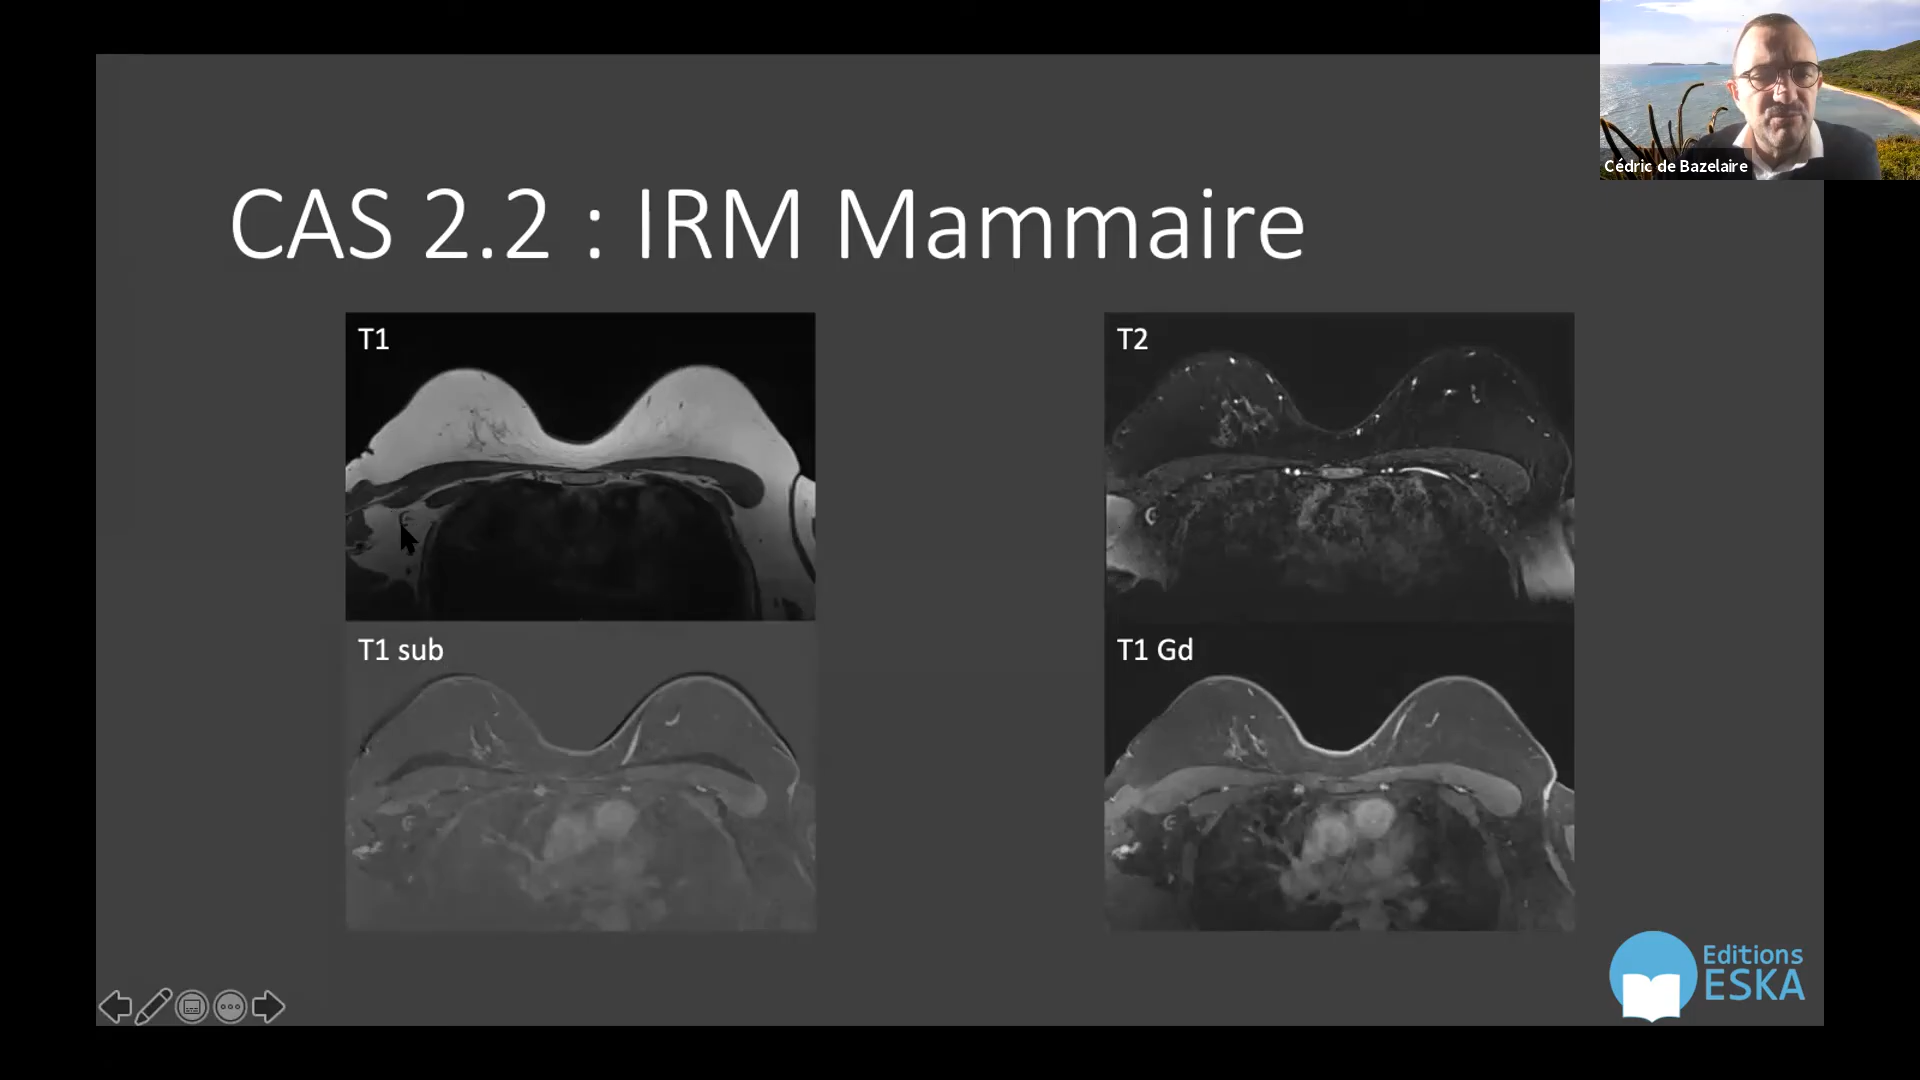 Cédric de Bazelaire
CAS 2.2 : IRM Mammaire
T1
T2
T1 sub
T1 Gd
Editions
ESKA